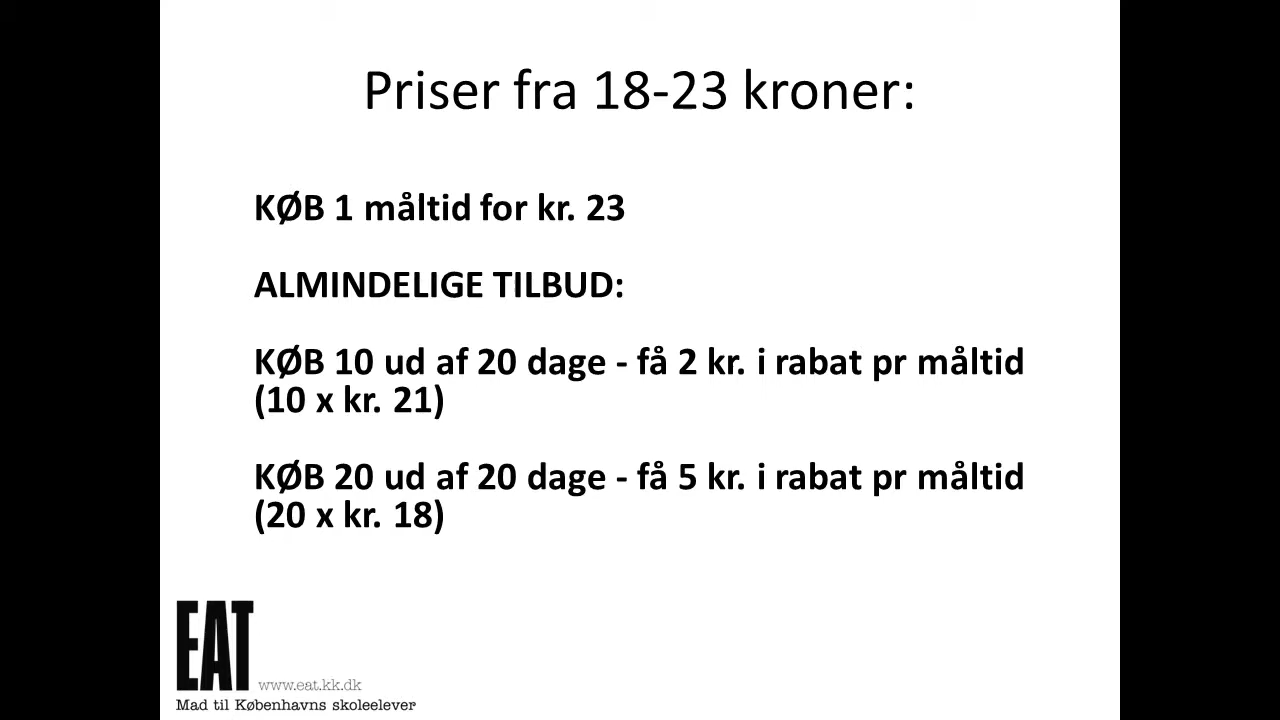 Priser fra 18-23 kroner:
KØB 1 måltid for kr. 23
ALMINDELIGE TILBUD:
KØB 10 ud af 20 dage - få 2 kr. i rabat pr måltid
(10 x kr. 21)
KØB 20 ud af 20 dage - få 5 kr. i rabat pr måltid
(20 x kr. 18)
EAT www.eat.kk.dk
Mad til Københavns skoleelever